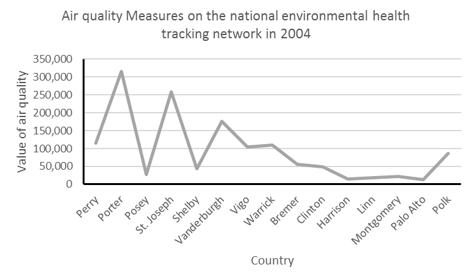 Air quality Measures on the national environmental health
tracking network in 2004
Value of air quality
350,000
300,000
250,000
200,000
150,000
100,000
50,000
0
Perry
Porter
Posey
St. Joseph
Shelby
Vanderburgh
Vigo
Warrick
Bremer
Clinton
Harrison
Linn
Montgomery
Palo Alto
Polk
Country